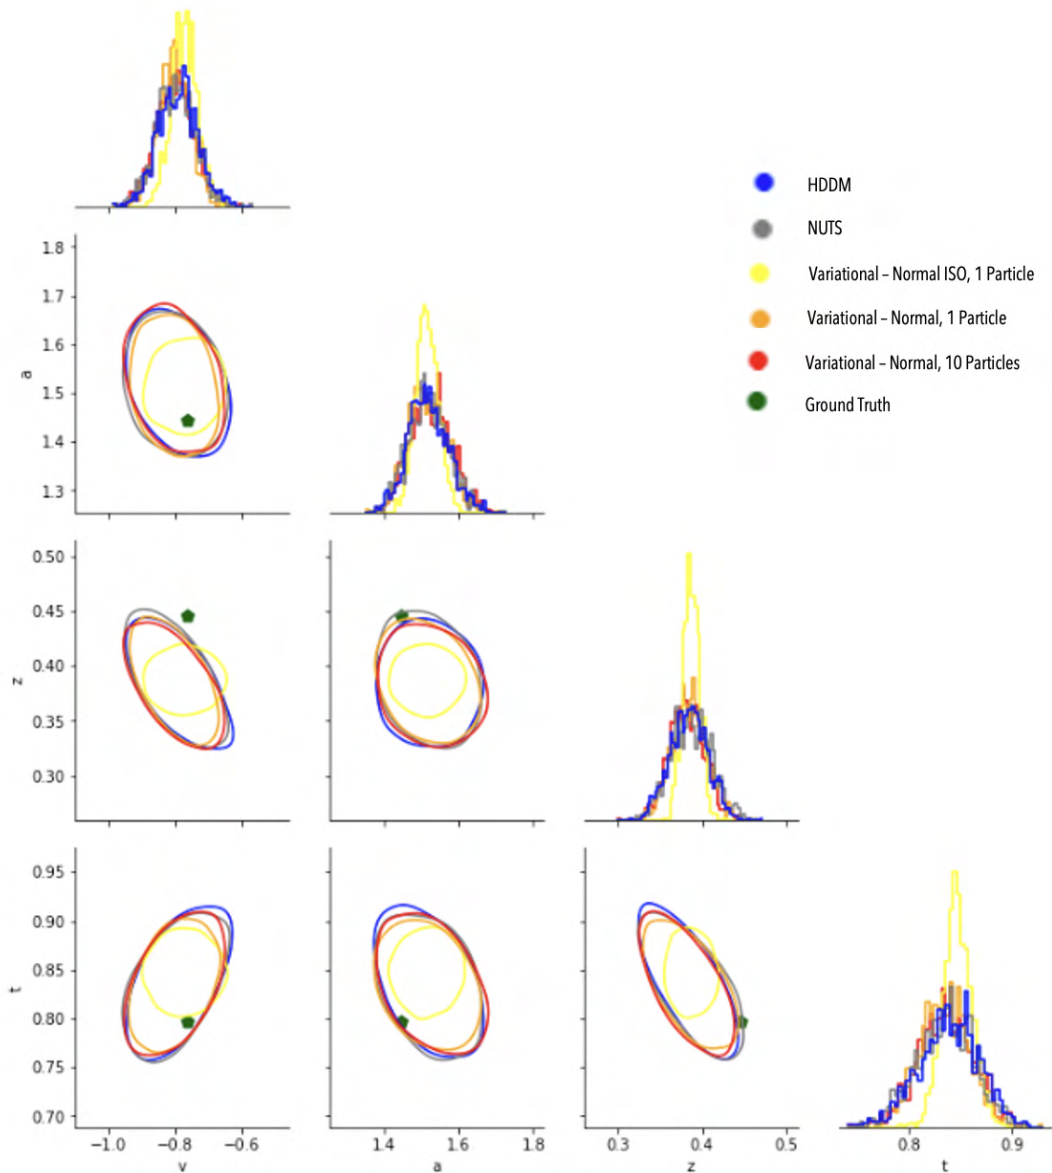 HDDM
NUTS
Variational – Normal ISO, 1 Particle
Variational – Normal, 1 Particle
Variational – Normal, 10 Particles
Ground Truth
1.8
1.7
1.6
1.5
1.4
1.3
a
0.50
0.45
0.40
0.35
0.30
z
0.95
0.90
0.85
0.80
0.75
0.70
t
−1.0 −0.8 −0.6
v
1.4 1.6 1.8
a
0.3 0.4 0.5
z
0.8 0.9
t